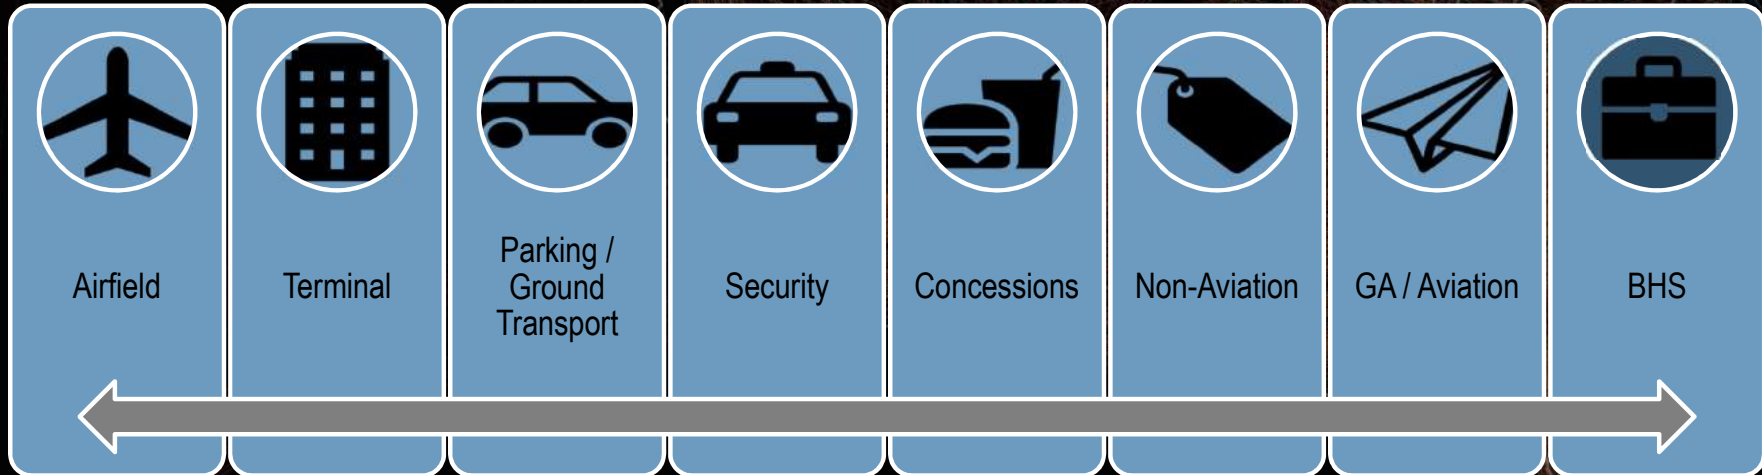 Airfield
Terminal
Parking /
Ground
Transport
Security
Concessions
Non-Aviation
GA / Aviation
BHS